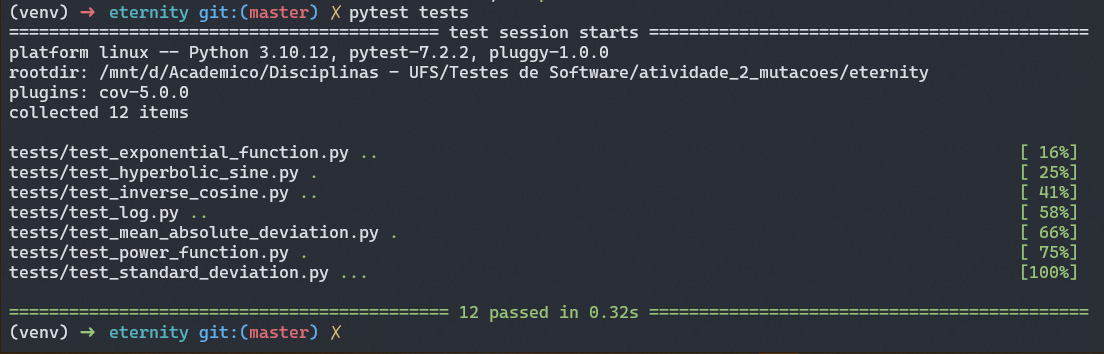 (venv) ➜ eternity git:(master) ✗ pytest tests
=========================================== test session starts ============================================
platform linux -- Python 3.10.12, pytest-7.2.2, pluggy-1.0.0
rootdir: /mnt/d/Academico/Disciplinas - UFS/Testes de Software/atividade_2_mutacoes/eternity
plugins: cov-5.0.0
collected 12 items
tests/test_exponential_function.py .. [ 16%]
tests/test_hyperbolic_sine.py . [ 25%]
tests/test_inverse_cosine.py .. [ 41%]
tests/test_log.py .. [ 58%]
tests/test_mean_absolute_deviation.py . [ 66%]
tests/test_power_function.py . [ 75%]
tests/test_standard_deviation.py ... [100%]
============================================ 12 passed in 0.32s ============================================
(venv) ➜ eternity git:(master) ✗